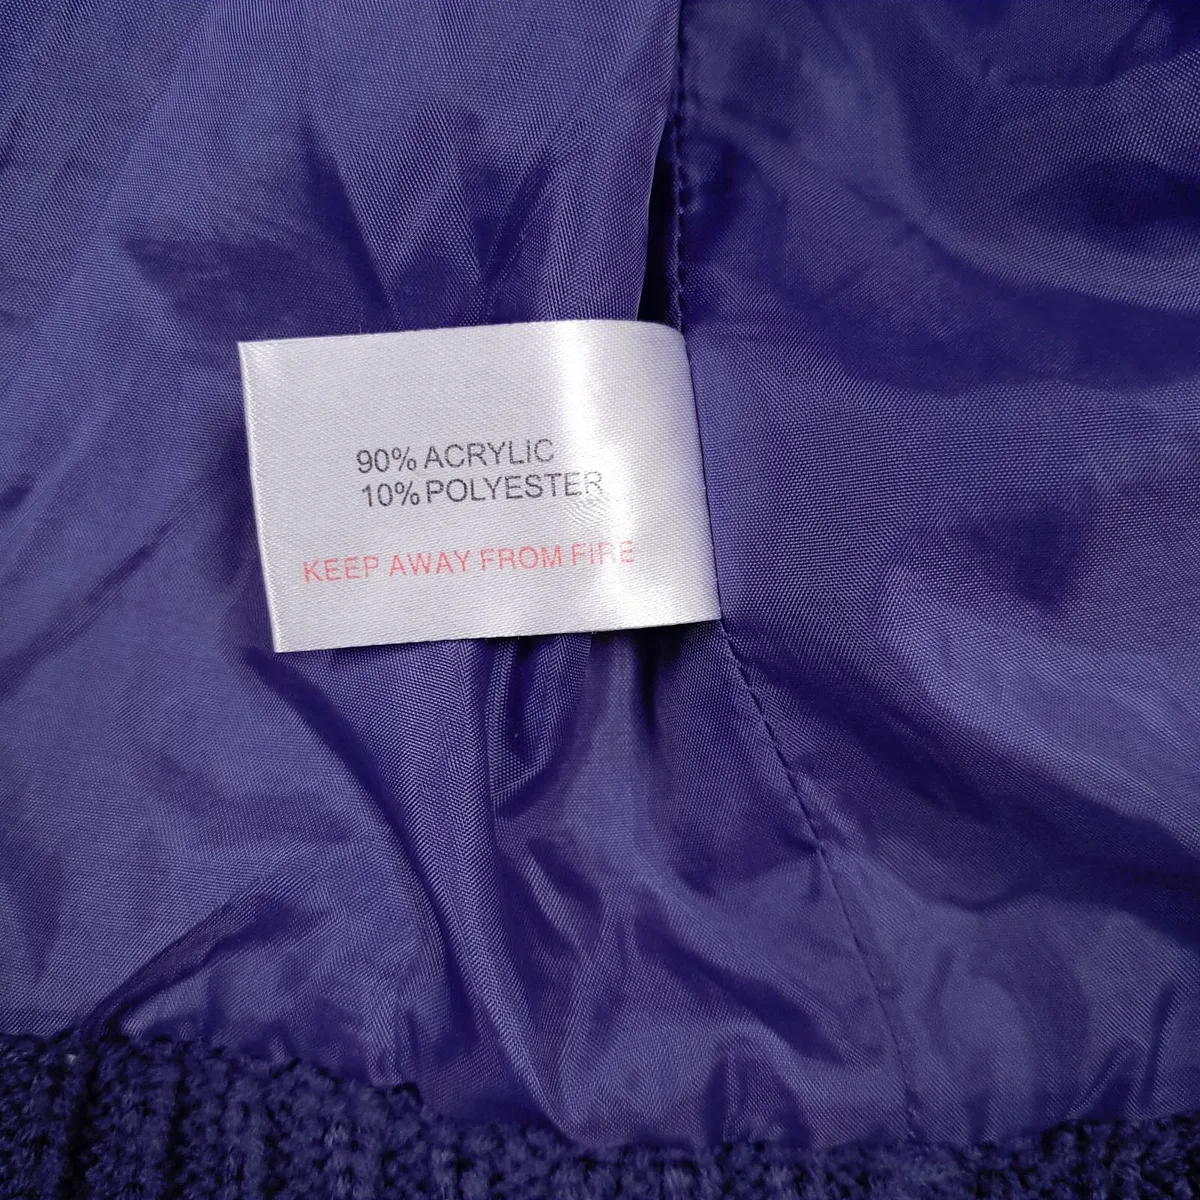 90% ACRYLIC
10% POLYESTER
KEEP AWAY FROM FIRE